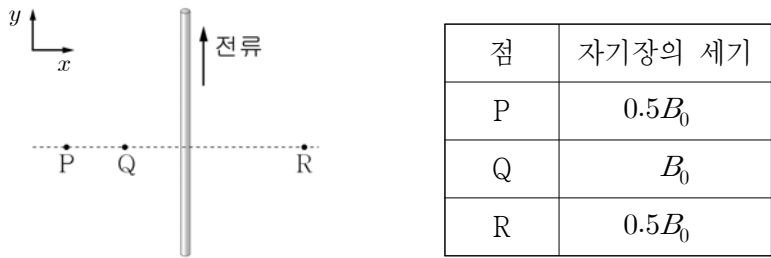 y
x
전류
P Q R
점 자기장의 세기
P 0.5B₀
Q B₀
R 0.5B₀